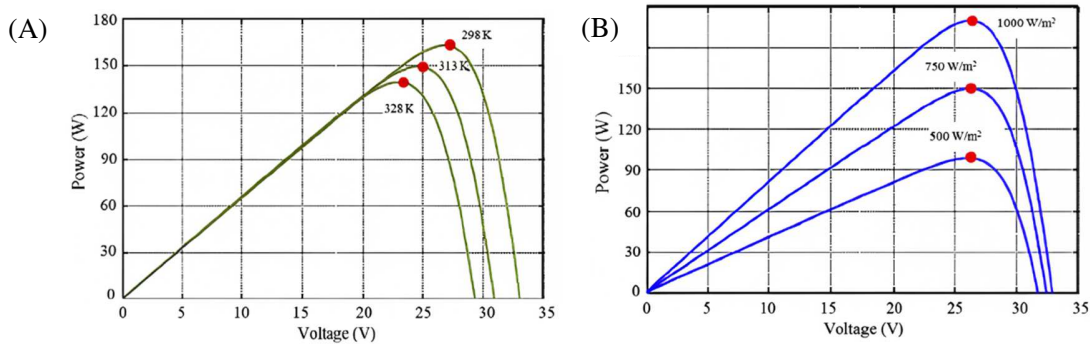 (A)
180
150
120
90
60
30
0
Power (W)
298 K
313 K
328 K
0 5 10 15 20 25 30 35
Voltage (V)
(B)
150
120
90
60
30
0
Power (W)
1000 W/m²
750 W/m²
500 W/m²
0 5 10 15 20 25 30 35
Voltage (V)